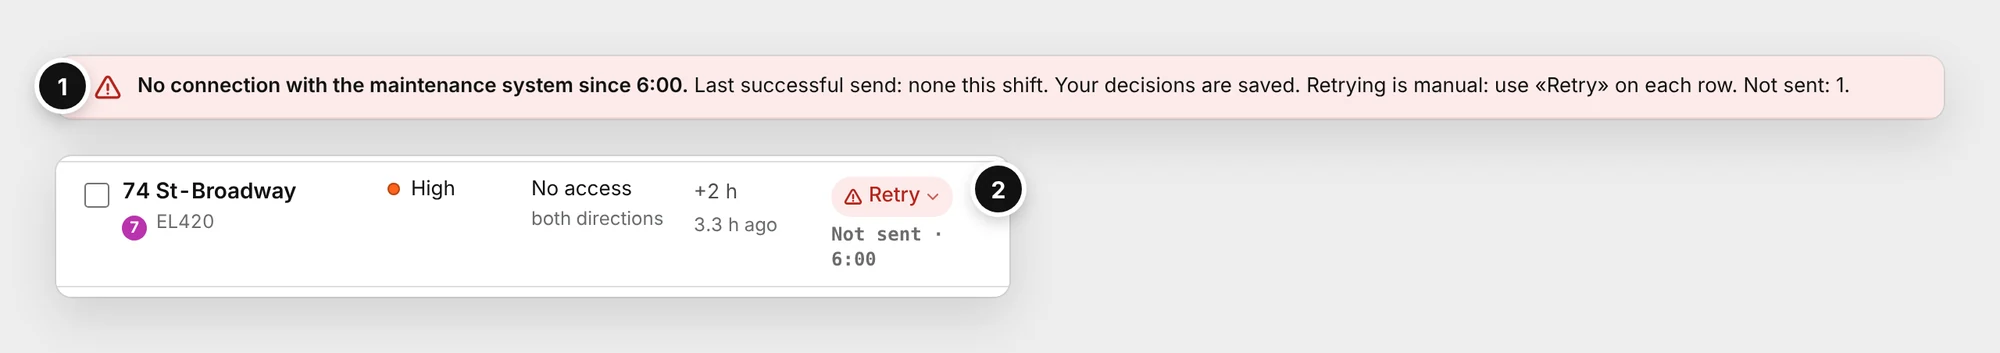 1 No connection with the maintenance system since 6:00. Last successful send: none this shift. Your decisions are saved. Retrying is manual: use «Retry» on each row. Not sent: 1.
74 St-Broadway High No access +2 h Retry 2
7 EL420 both directions 3.3 h ago
Not sent ·
6:00